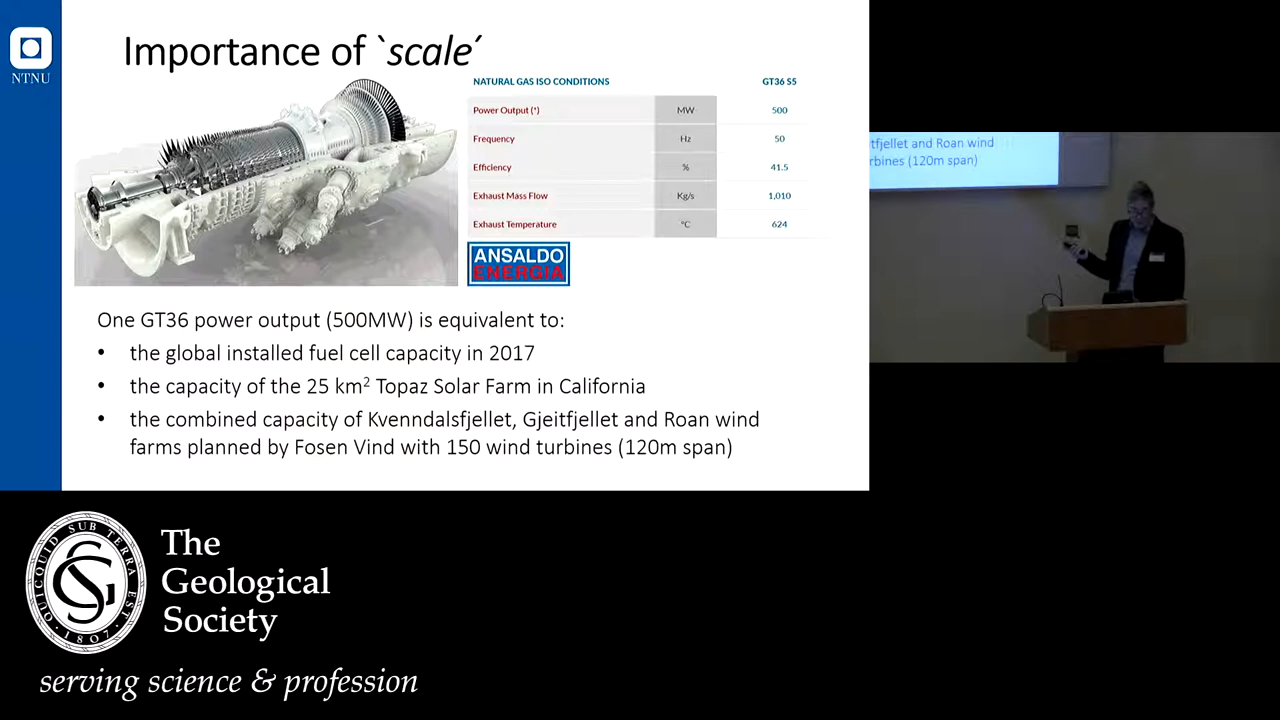 NTNU
Importance of `scale´
NATURAL GAS ISO CONDITIONS GT36 S5
Power Output (*) MW 500
Frequency Hz 50
Efficiency % 41.5
Exhaust Mass Flow Kg/s 1,010
Exhaust Temperature °C 624
ANSALDO
ENERGIA
One GT36 power output (500MW) is equivalent to:
• the global installed fuel cell capacity in 2017
• the capacity of the 25 km² Topaz Solar Farm in California
• the combined capacity of Kvenndalsfjellet, Gjeitfjellet and Roan wind
farms planned by Fosen Vind with 150 wind turbines (120m span)
tfjellet and Roan wind
rbines (120m span)
QUICQUID SUB TERRA EST
· 1807 ·
The
Geological
Society
serving science & profession